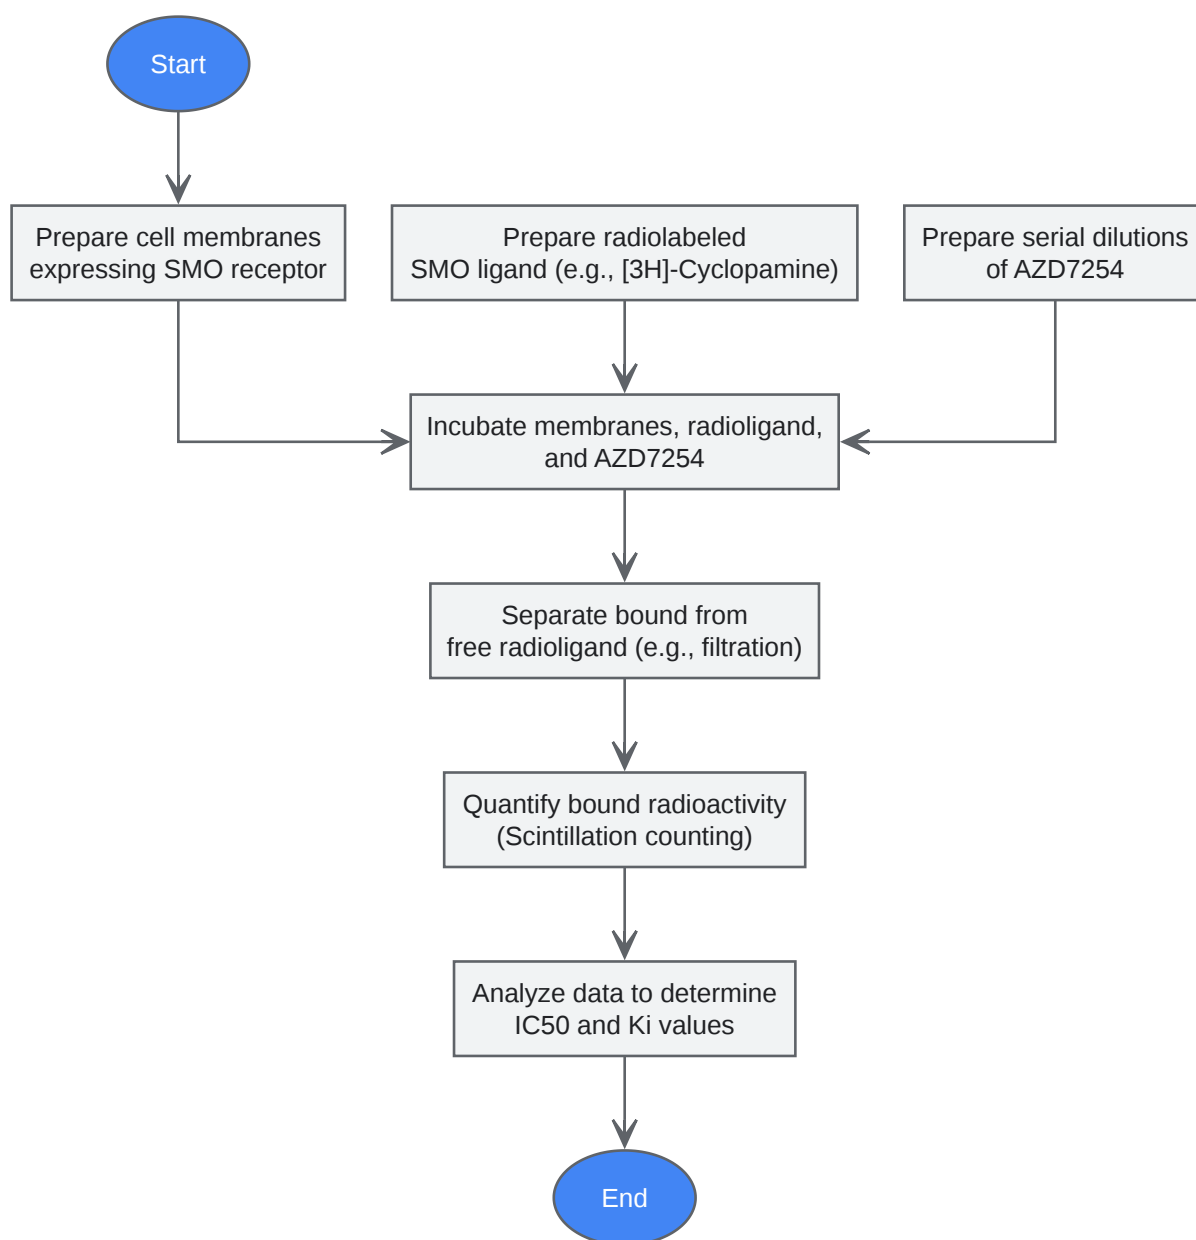 Start
Prepare cell membranes
expressing SMO receptor
Prepare radiolabeled
SMO ligand (e.g., [3H]-Cyclopamine)
Prepare serial dilutions
of AZD7254
Incubate membranes, radioligand,
and AZD7254
Separate bound from
free radioligand (e.g., filtration)
Quantify bound radioactivity
(Scintillation counting)
Analyze data to determine
IC50 and Ki values
End